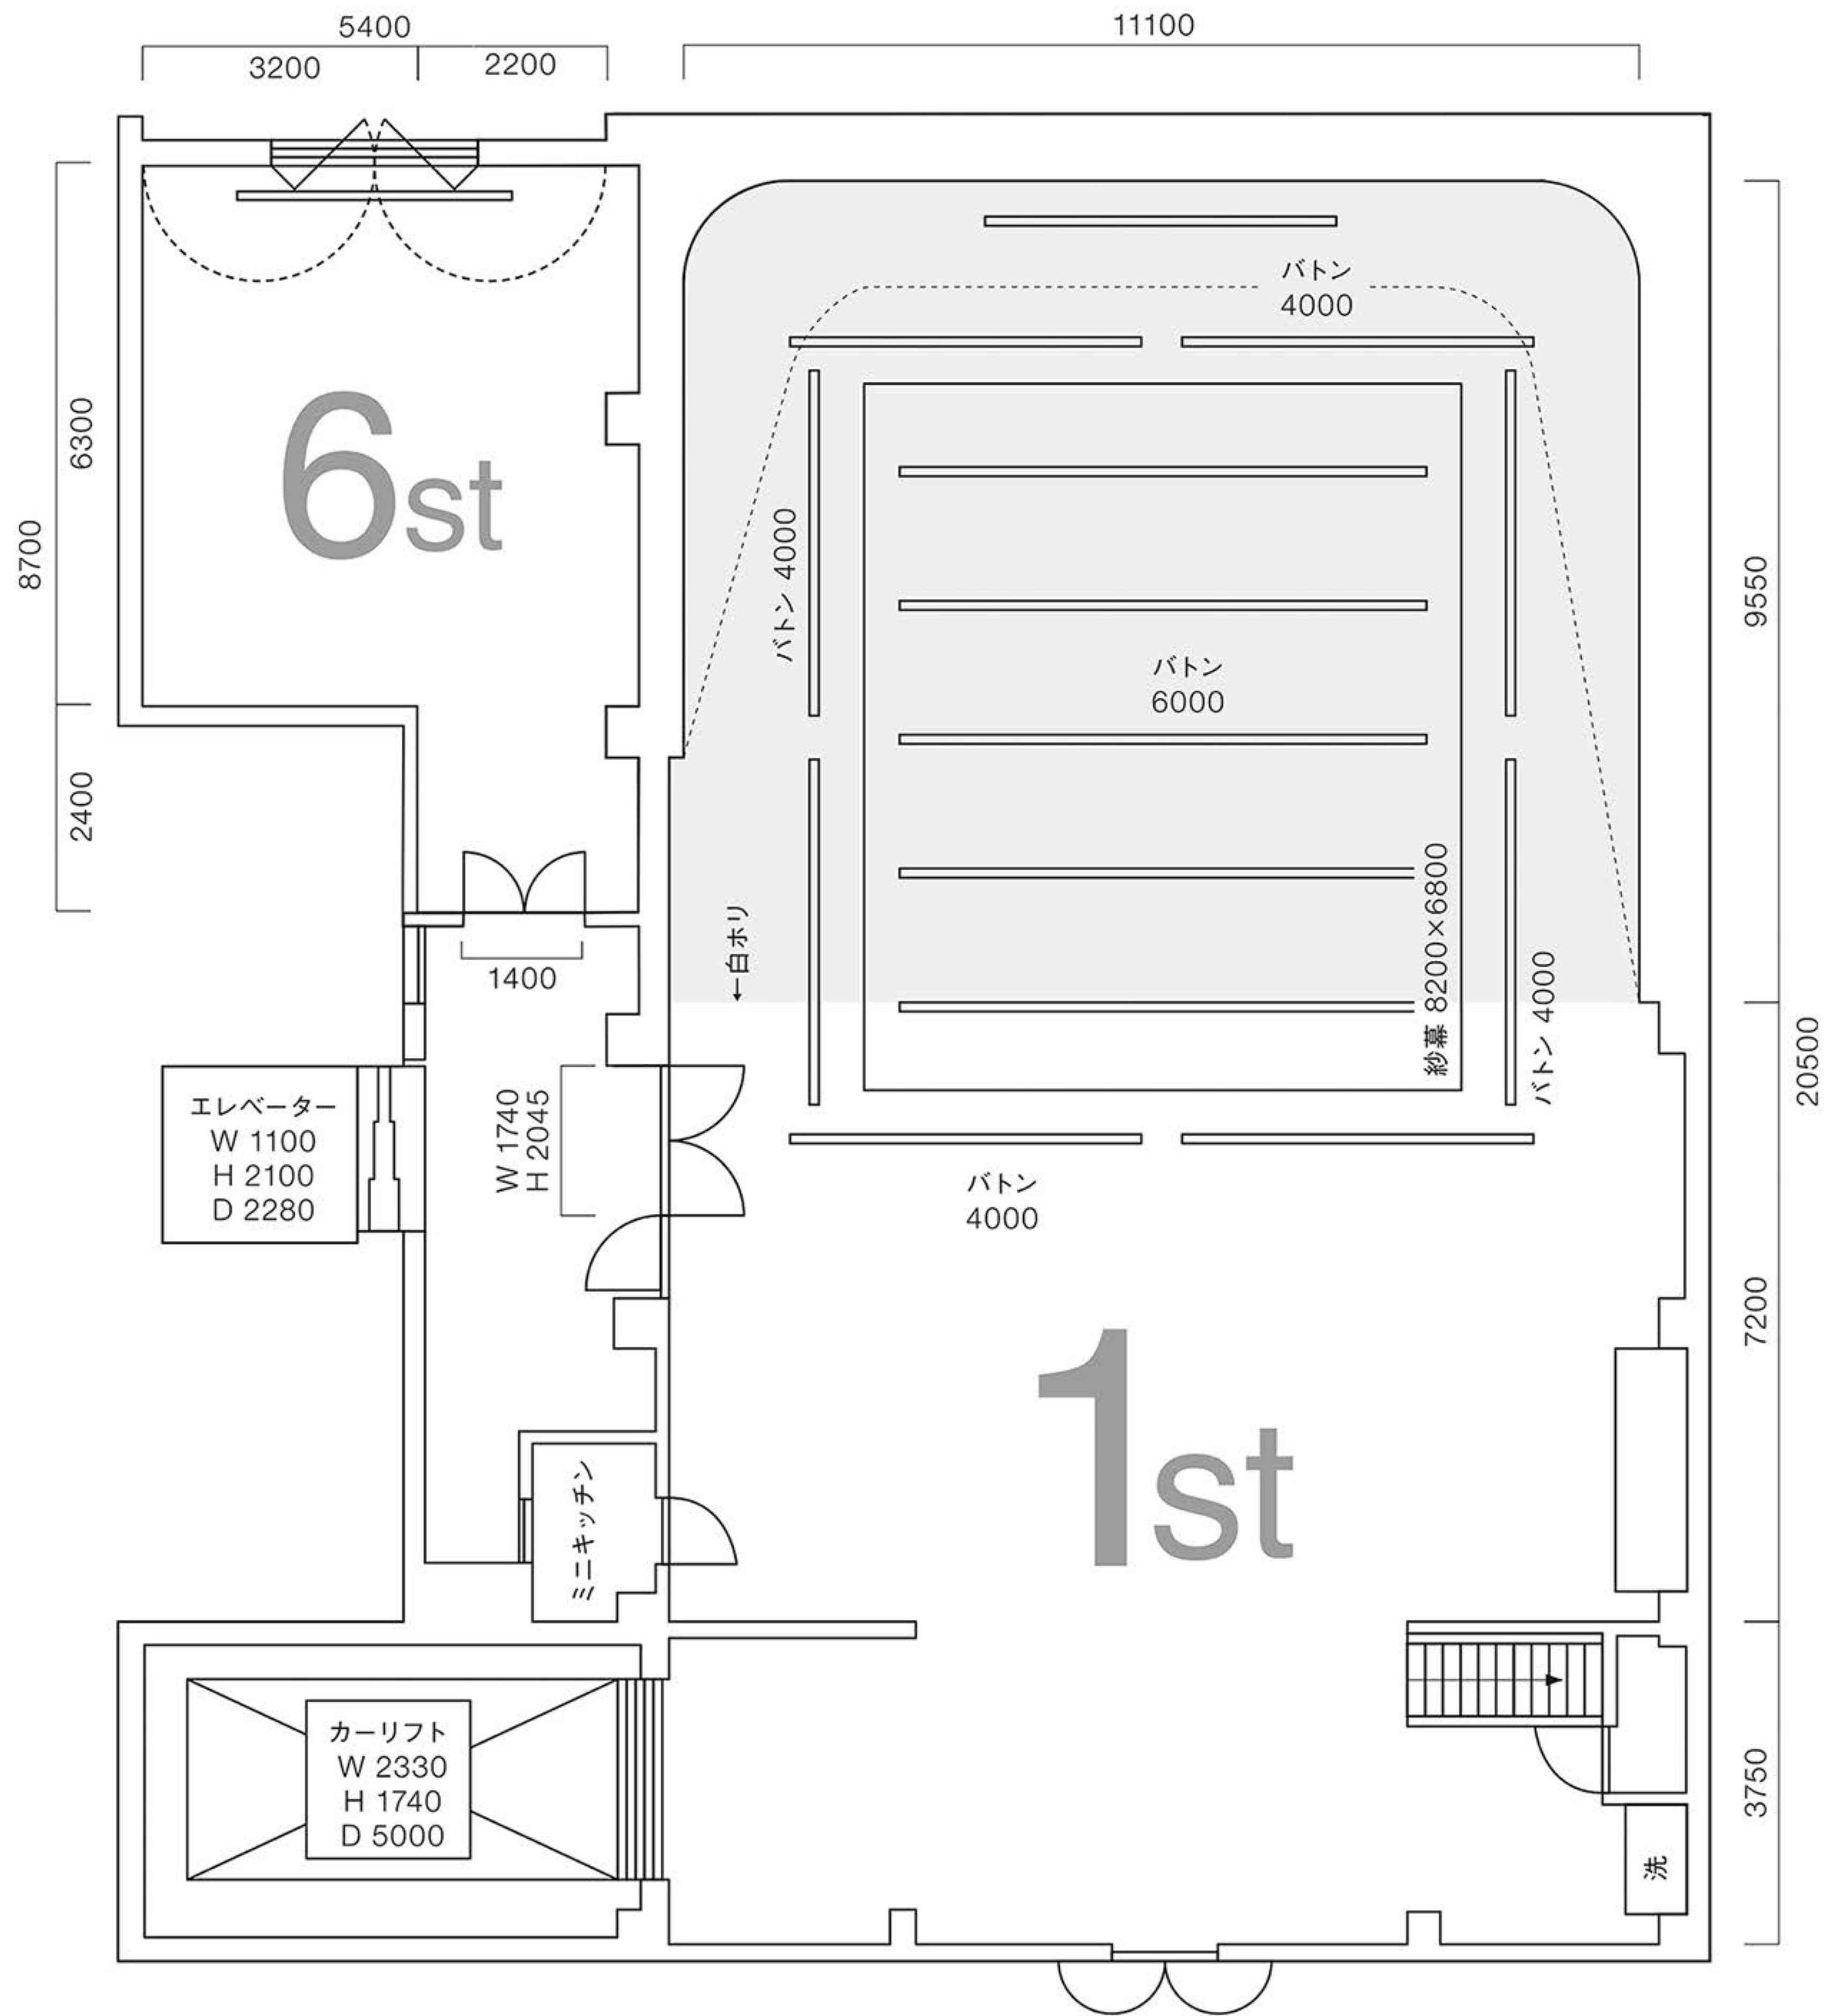 5400
11100
3200
2200
バトン
4000
6300
6st
8700
バトン 4000
9550
バトン
6000
2400
紗幕 8200×6800
←白ホリ
バトン 4000
1400
20500
エレベーター
W 1100
H 2100
D 2280
W 1740
H 2045
バトン
4000
7200
1st
ミニキッチン
カーリフト
W 2330
H 1740
D 5000
3750
洗